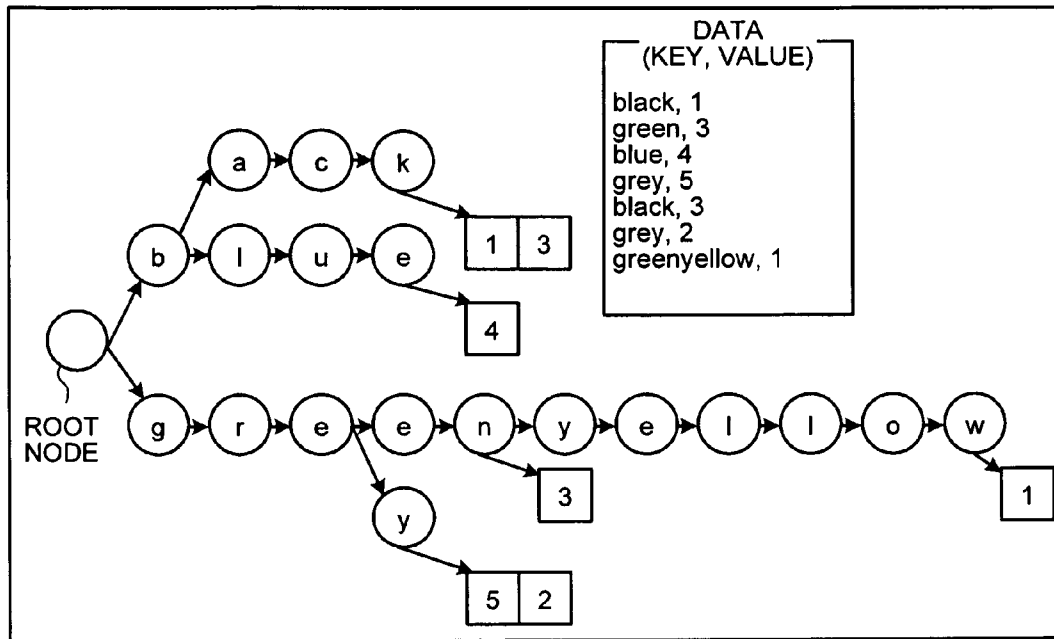 DATA
(KEY, VALUE)
black, 1
green, 3
blue, 4
grey, 5
black, 3
grey, 2
greenyellow, 1
a c k
1 3
b l u e
4
ROOT
NODE
g r e e n y e l l o w
3
1
y
5 2